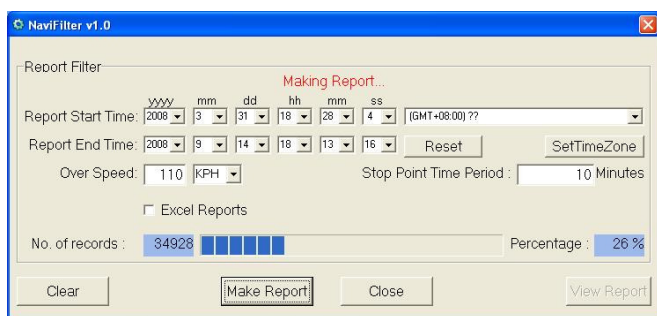 NaviFilter v1.0
Report Filter
Making Report...
yyyy mm dd hh mm ss
Report Start Time: 2008 3 31 18 28 4 (GMT+08:00) ??
Report End Time: 2008 9 14 18 13 16 Reset SetTimeZone
Over Speed: 110 KPH Stop Point Time Period : 10 Minutes
Excel Reports
No. of records : 34928 Percentage : 26 %
Clear Make Report Close View Report